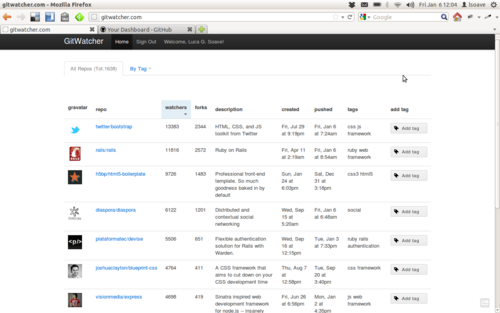 gitwatcher.com - Mozilla Firefox
Fri Jan 6 12:04 lsoave
gitwatcher.com
Google
gitwatcher.com Your Dashboard - GitHub
GitWatcher Home Sign Out Welcome, Luca G. Soave!
All Repos (Tot.1639) By Tag
gravatar repo watchers forks description created pushed tags add tag
twitter/bootstrap 13383 2344 HTML, CSS, and JS Fri, Jul 29 Fri, Jan 6 css js Add tag
toolkit from Twitter at 9:19pm at 7:24am framework
rails/rails 11816 2572 Ruby on Rails Fri, Apr 11 Fri, Jan 6 ruby web Add tag
at 2:19am at 8:54am framework
h5bp/html5-boilerplate 9726 1483 Professional front-end Sun, Jan Sat, Dec css3 html5 Add tag
template. So much 24 at 31 at
goodness baked in by 6:03pm 3:18pm
default
diaspora/diaspora 6122 1201 Distributed and Wed, Sep Fri, Jan 6 social Add tag
contextual social 15 at at 6:48am
networking 5:20am
plataformatec/devise 5508 651 Flexible authentication Wed, Sep Tue, Jan 3 ruby rails Add tag
solution for Rails with 16 at at 7:33pm authentication
Warden. 12:15pm
joshuaclayton/blueprint-css 4764 411 A CSS framework that Thu, Aug 7 Tue, Sep css framework Add tag
aims to cut down on your at 20 at
CSS development time 12:58pm 3:40pm
visionmedia/express 4698 419 Sinatra inspired web Fri, Jun 26 Mon, Jan js web Add tag
development framework at 6:56pm 2 at framework
for node.js -- insanely 4:35pm